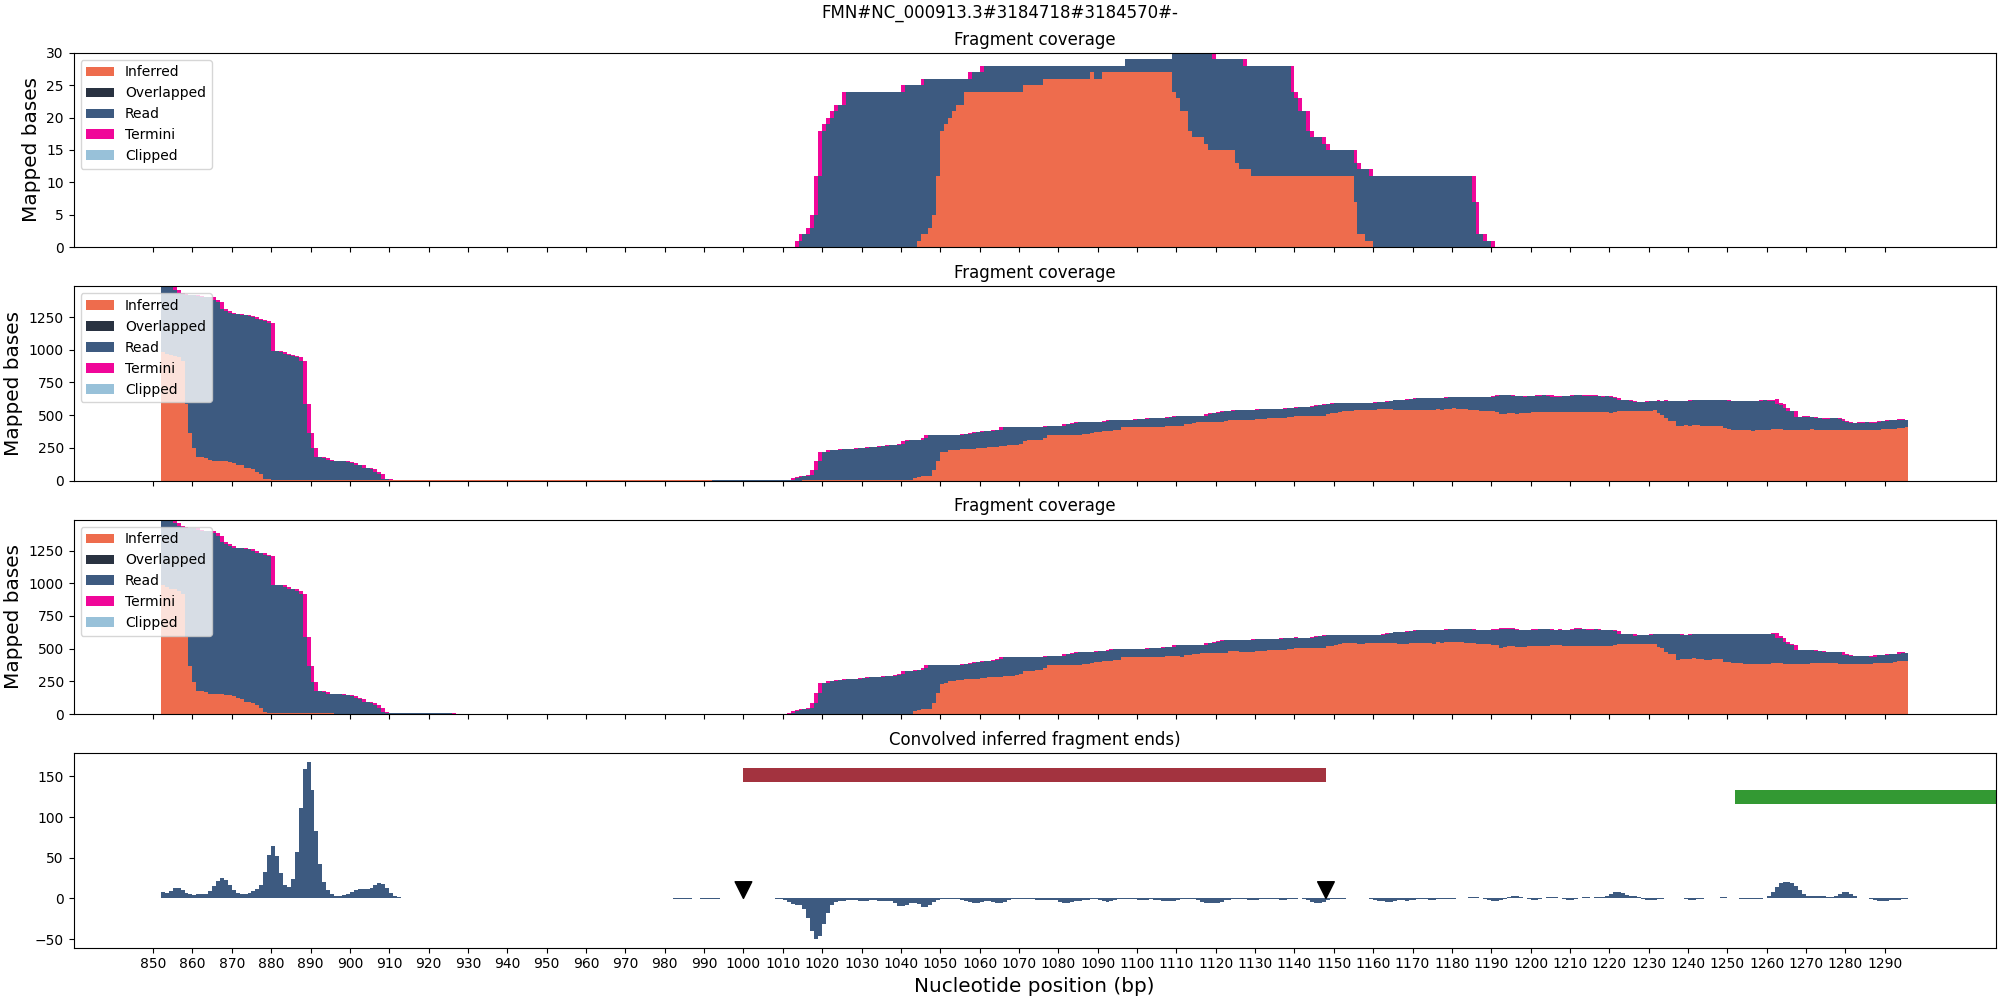 FMN#NC_000913.3#3184718#3184570#-
Fragment coverage
Mapped bases
30
25
20
15
10
5
0
Inferred
Overlapped
Read
Termini
Clipped
Fragment coverage
Mapped bases
1250
1000
750
500
250
0
Inferred
Overlapped
Read
Termini
Clipped
Fragment coverage
Mapped bases
1250
1000
750
500
250
0
Inferred
Overlapped
Read
Termini
Clipped
Convolved inferred fragment ends)
150
100
50
0
−50
850 860 870 880 890 900 910 920 930 940 950 960 970 980 990 1000 1010 1020 1030 1040 1050 1060 1070 1080 1090 1100 1110 1120 1130 1140 1150 1160 1170 1180 1190 1200 1210 1220 1230 1240 1250 1260 1270 1280 1290
Nucleotide position (bp)